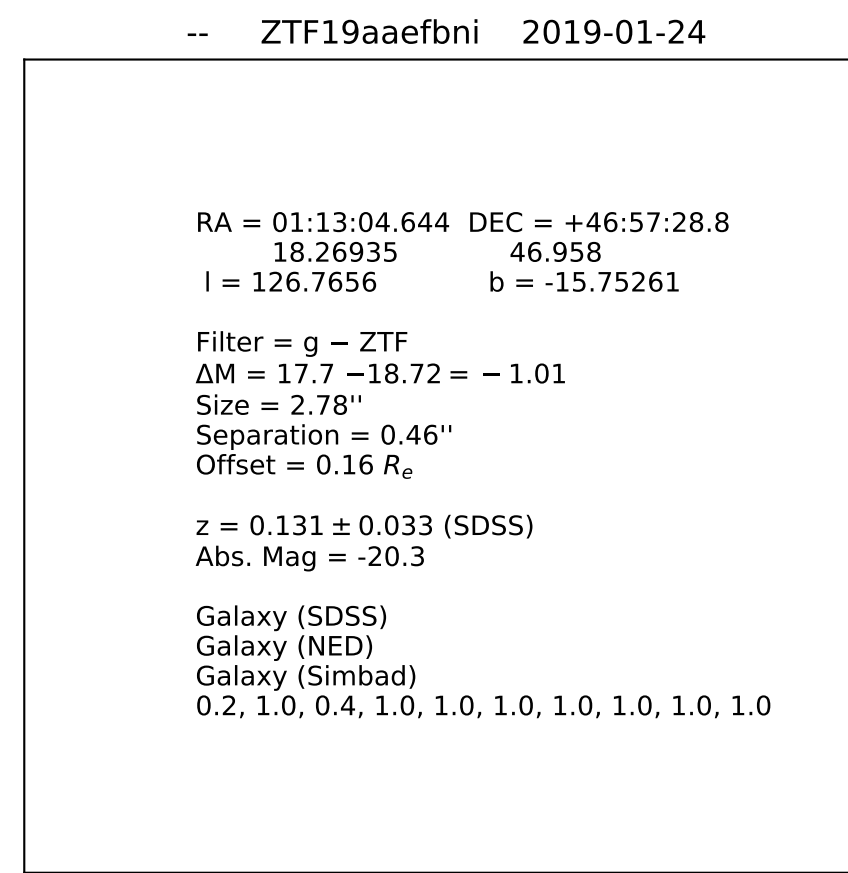 --    ZTF19aaefbni   2019-01-24
RA = 01:13:04.644  DEC = +46:57:28.8
18.26935    46.958
l = 126.7656    b = -15.75261
Filter = g − ZTF
ΔM = 17.7 −18.72 = − 1.01
Size = 2.78''
Separation = 0.46''
Offset = 0.16 Re
z = 0.131 ± 0.033 (SDSS)
Abs. Mag = -20.3
Galaxy (SDSS)
Galaxy (NED)
Galaxy (Simbad)
0.2, 1.0, 0.4, 1.0, 1.0, 1.0, 1.0, 1.0, 1.0, 1.0